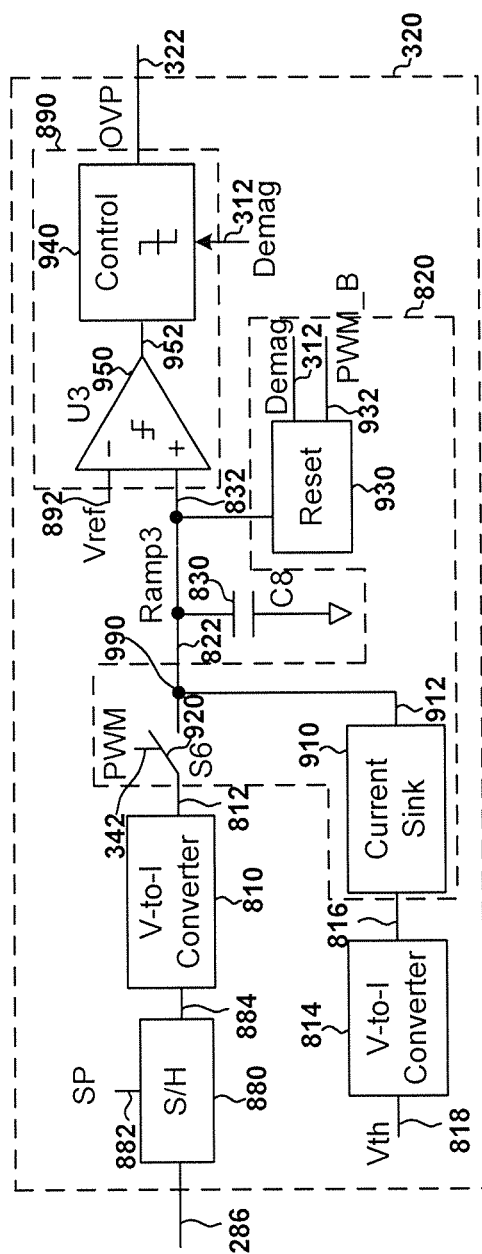 286
SP
882
S/H
880
884
V-to-I
Converter
810
812
PWM
342
S6
920
990
822
Ramp3
830
C8
832
Vref
892
U3
−
+
950
952
940
Control
890
OVP
322
320
312
Demag
Demag
312
PWM_B
932
820
Reset
930
Vth
818
814
V-to-I
Converter
816
910
Current
Sink
912